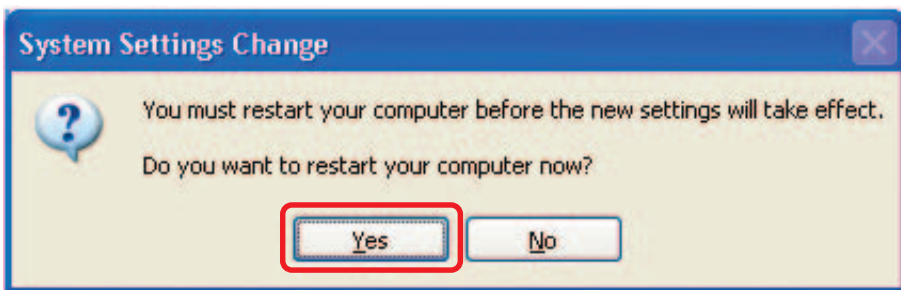 System Settings Change
You must restart your computer before the new settings will take effect.
Do you want to restart your computer now?
Yes No